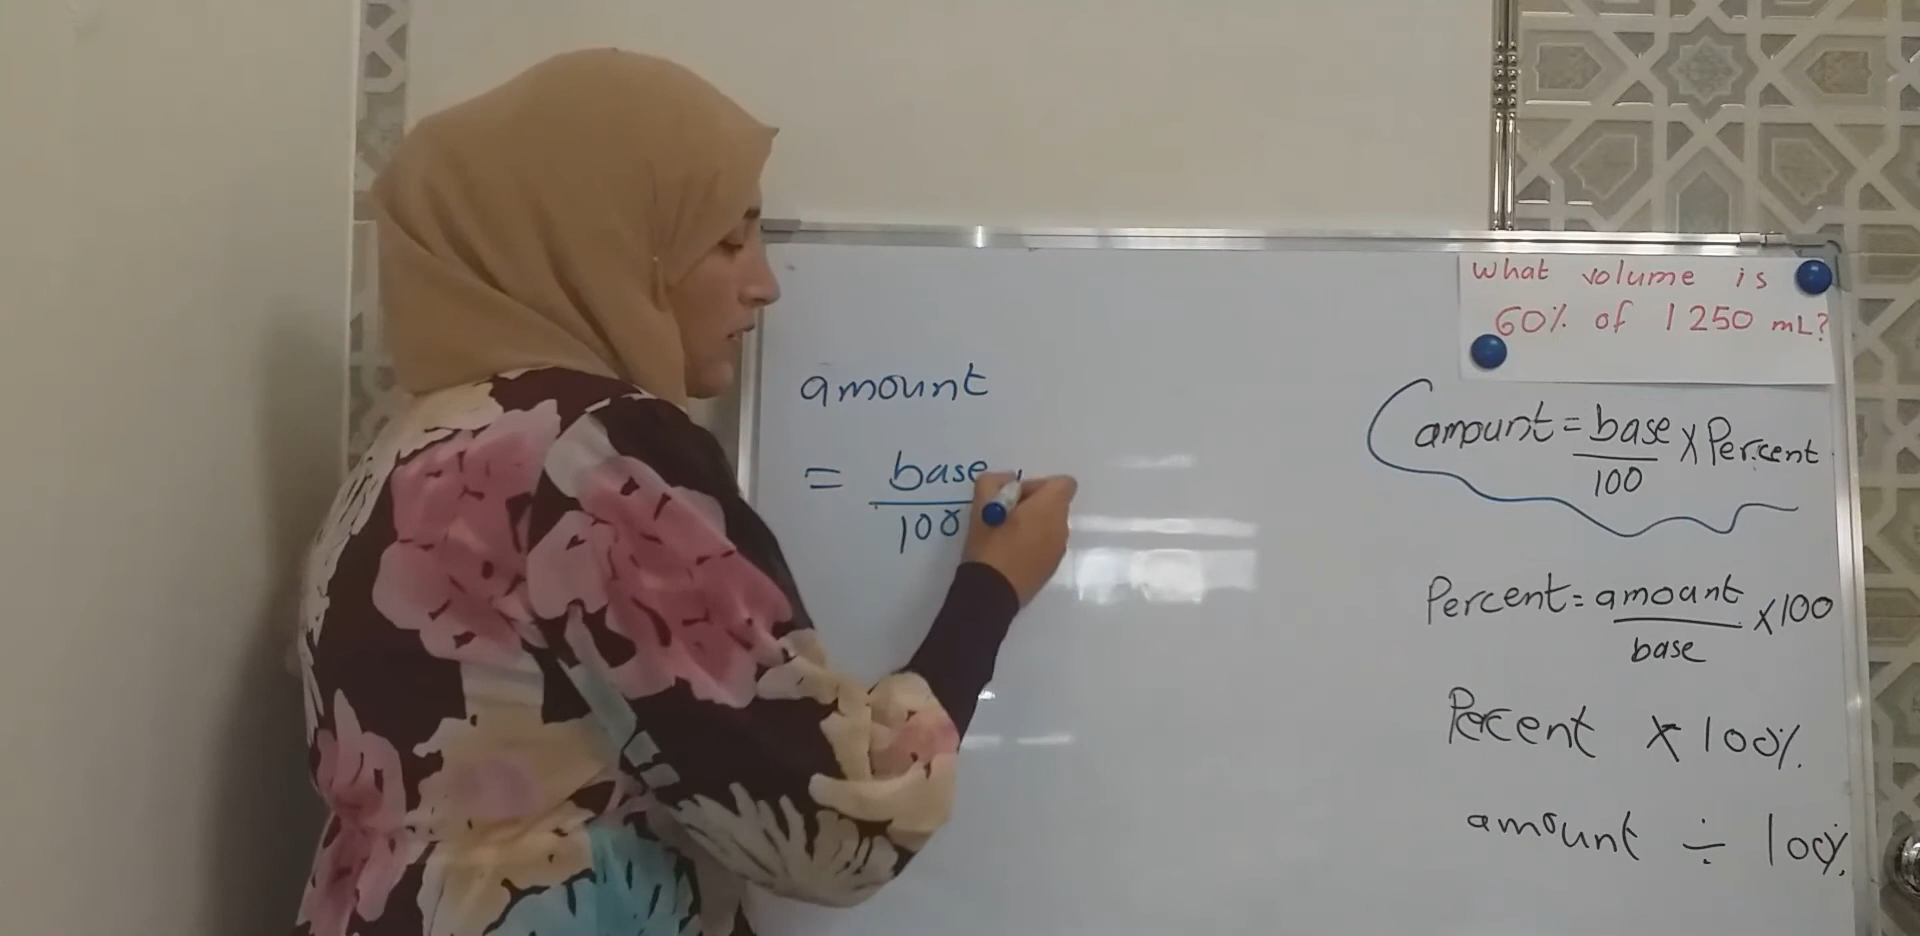 What volume is
60% of 1250 mL?
amount
= base
100
amount = base × Percent
100
Percent = amount × 100
base
Percent × 100%
amount ÷ 100%